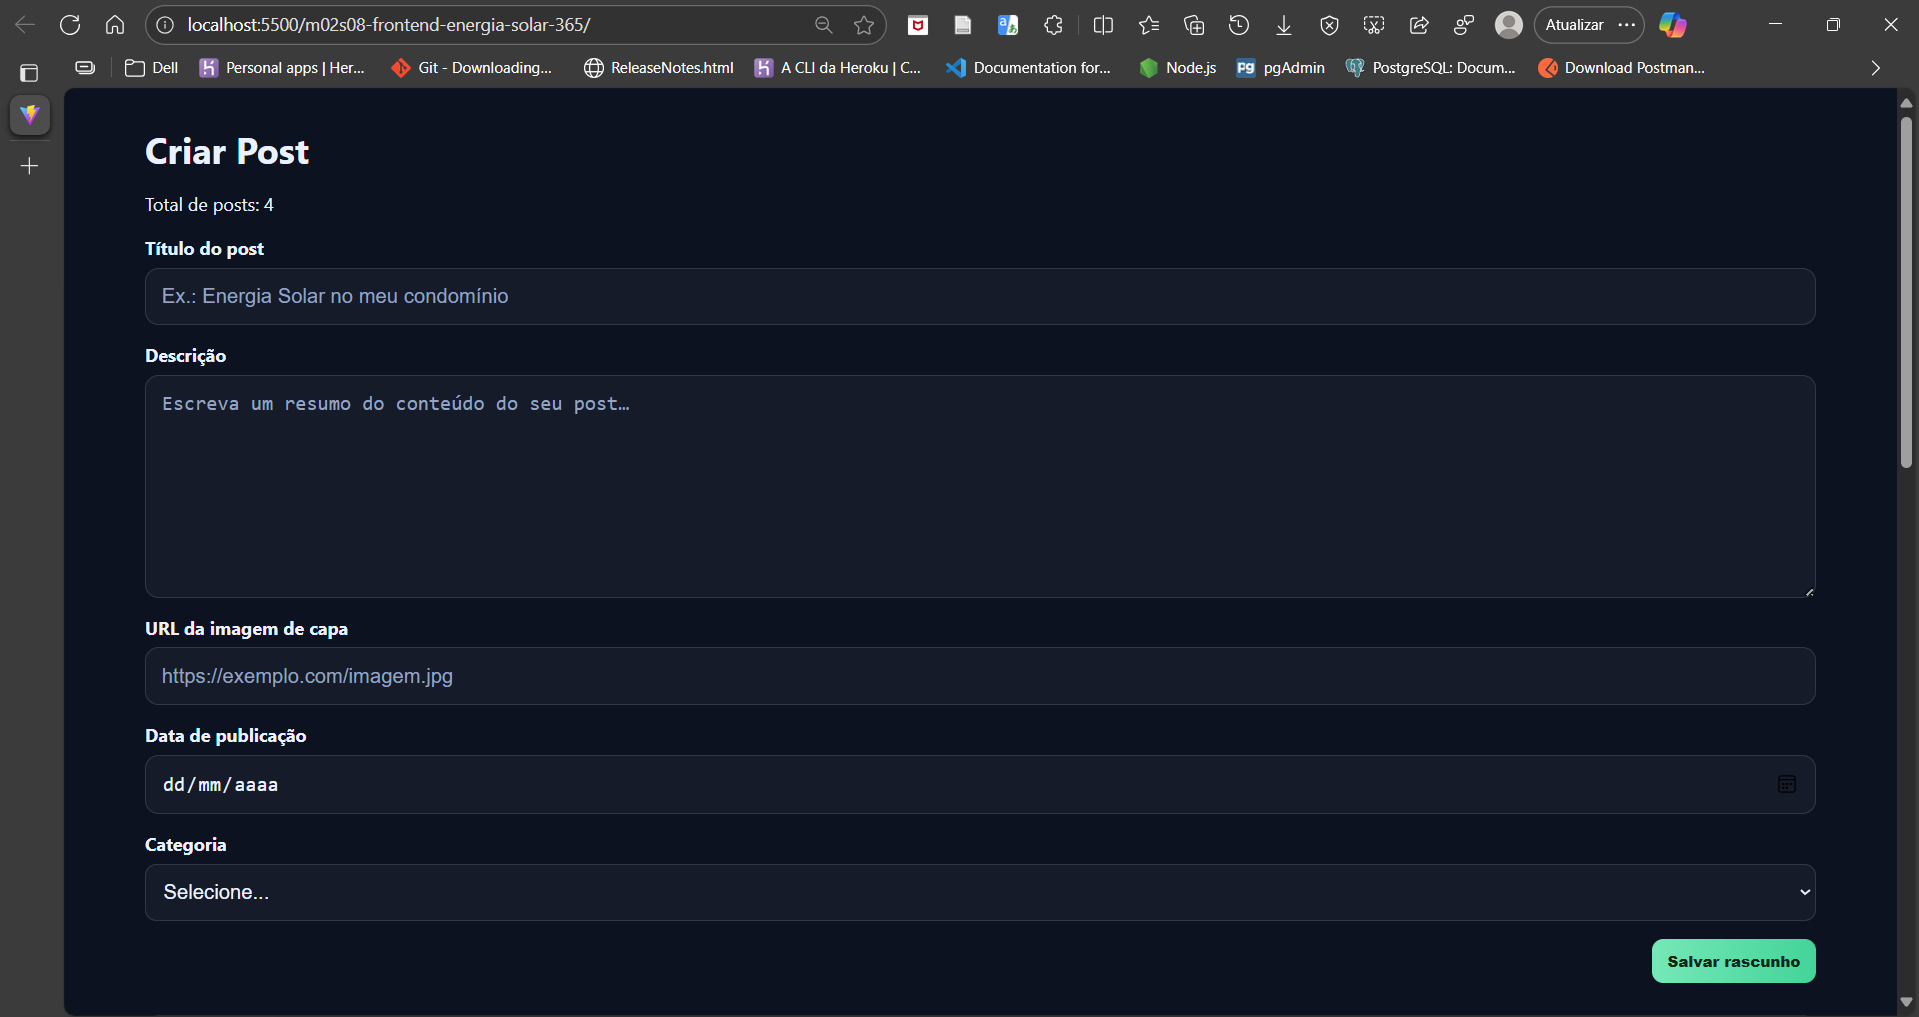 localhost:5500/m02s08-frontend-energia-solar-365/
Atualizar
Dell
Personal apps | Her...
Git - Downloading...
ReleaseNotes.html
A CLI da Heroku | C...
Documentation for...
Node.js
pgAdmin
PostgreSQL: Docum...
Download Postman...
Criar Post
Total de posts: 4
Título do post
Ex.: Energia Solar no meu condomínio
Descrição
Escreva um resumo do conteúdo do seu post…
URL da imagem de capa
https://exemplo.com/imagem.jpg
Data de publicação
dd/mm/aaaa
Categoria
Selecione...
Salvar rascunho